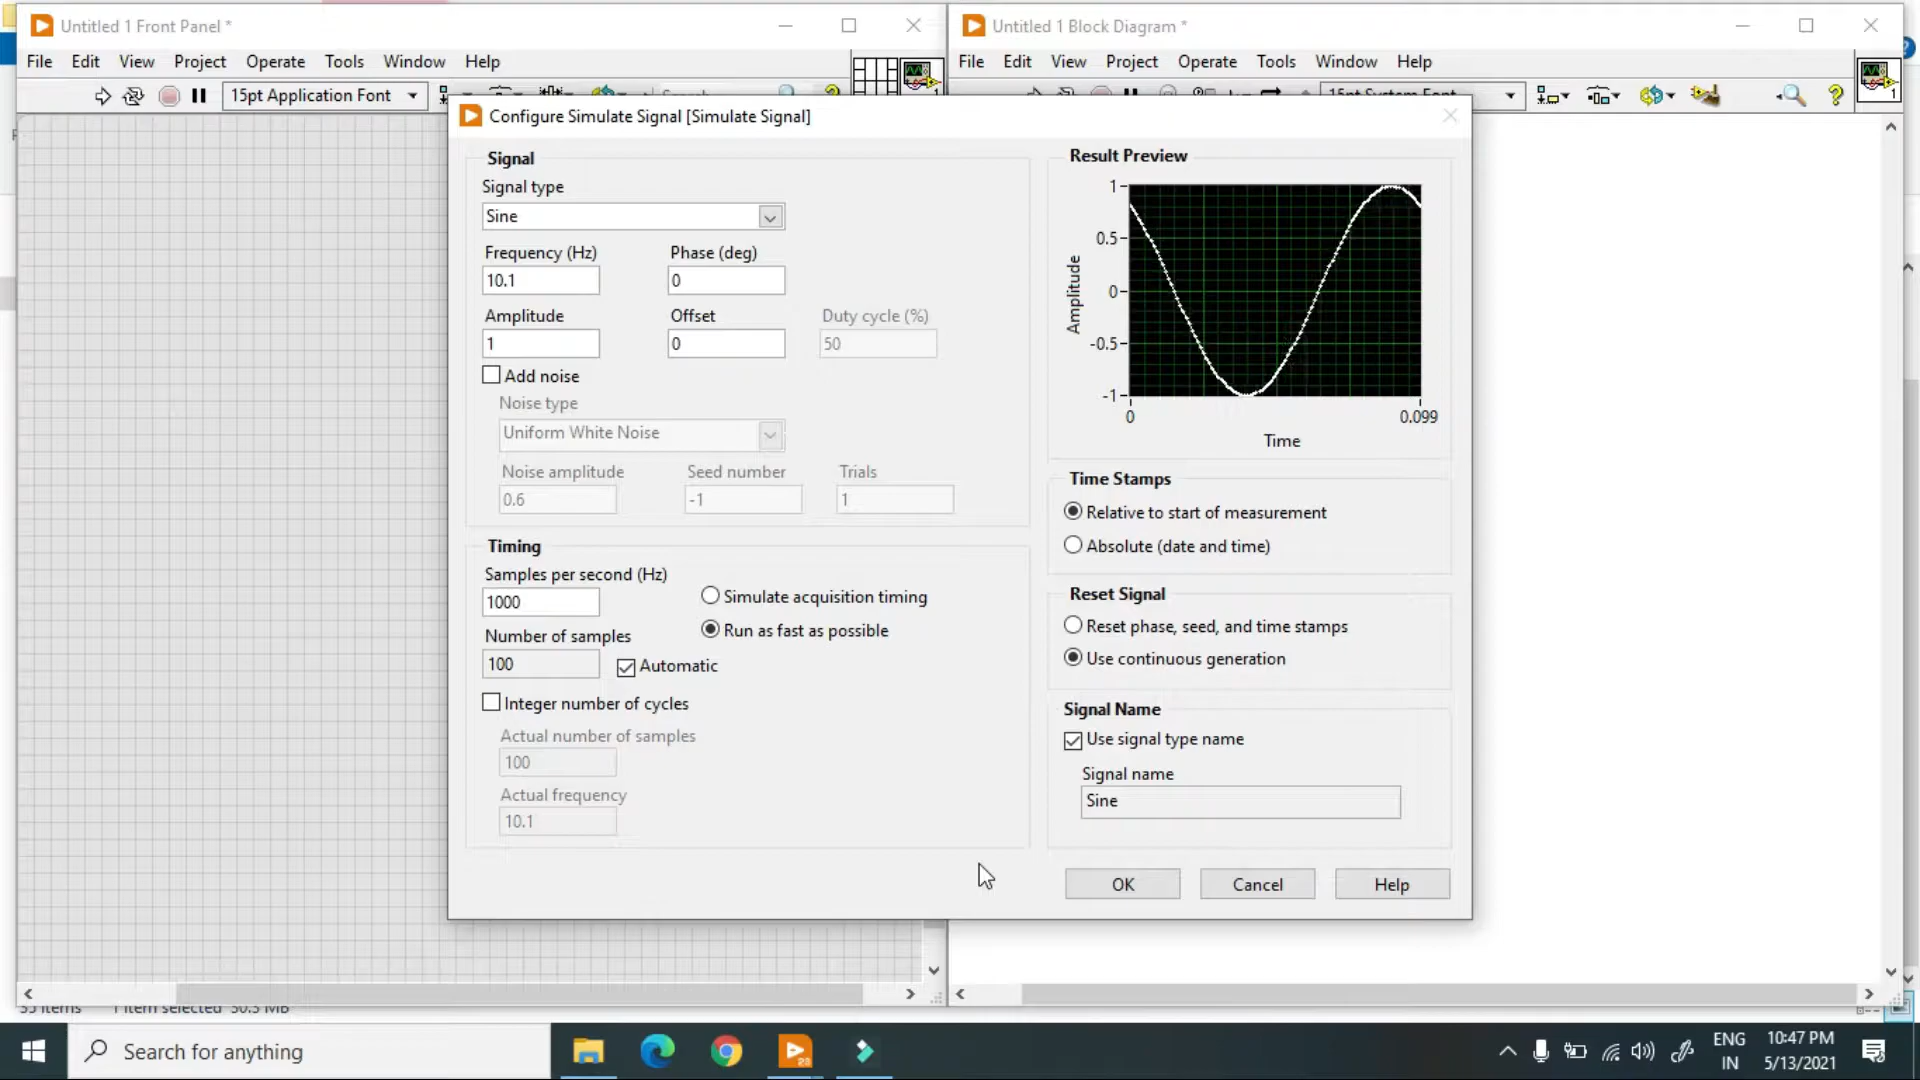 Untitled 1 Front Panel *
File Edit View Project Operate Tools Window Help
15pt Application Font
Untitled 1 Block Diagram *
File Edit View Project Operate Tools Window Help
Configure Simulate Signal [Simulate Signal]
Signal
Signal type
Sine
Frequency (Hz) Phase (deg)
10.1 0
Amplitude Offset Duty cycle (%)
1 0 50
Add noise
Noise type
Uniform White Noise
Noise amplitude Seed number Trials
0.6 -1 1
Timing
Samples per second (Hz)
1000
Simulate acquisition timing
Run as fast as possible
Number of samples
100
Automatic
Integer number of cycles
Actual number of samples
100
Actual frequency
10.1
Result Preview
Amplitude
1
0.5
0
-0.5
-1
0 0.099
Time
Time Stamps
Relative to start of measurement
Absolute (date and time)
Reset Signal
Reset phase, seed, and time stamps
Use continuous generation
Signal Name
Use signal type name
Signal name
Sine
OK Cancel Help
1 item selected 30.3 MB
Search for anything
ENG
IN
10:47 PM
5/13/2021